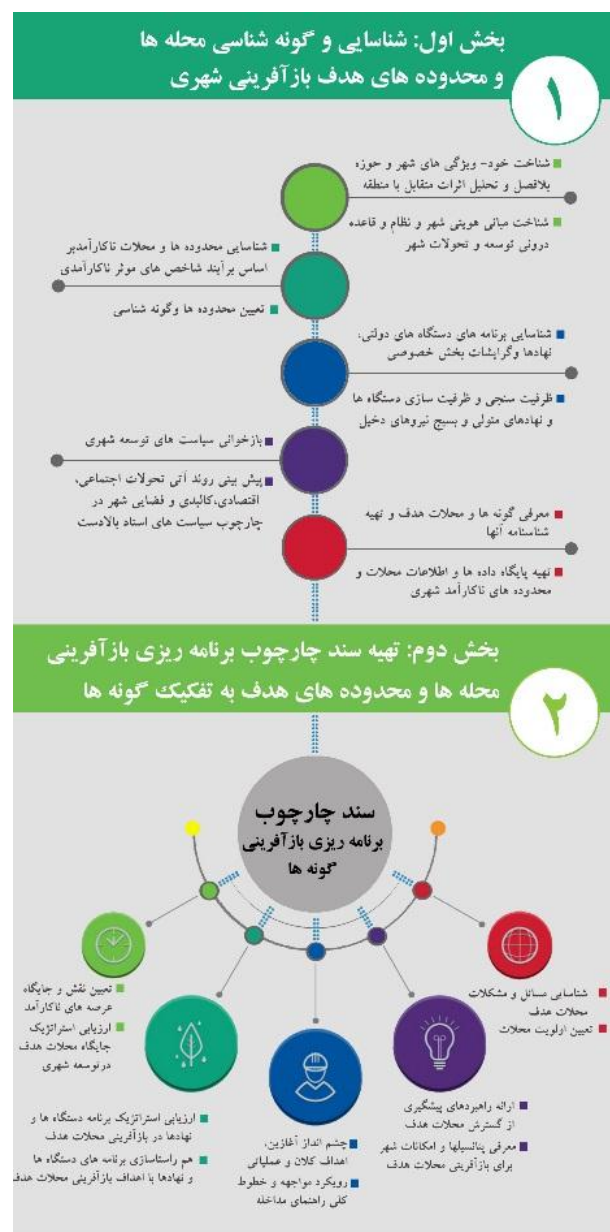 بخش اول: شناسایی و گونه شناسی محله ها
و محدوده های هدف بازآفرینی شهری
۱
شناخت خود- ویژگی های شهر و حوزه
بلافصل و تحلیل اثرات متقابل با منطقه
شناخت مبانی هویتی شهر و نظام و قاعده
درونی توسعه و تحولات شهر
شناسایی محدوده ها و محلات ناکارآمدبر
اساس برآیند شاخص های موثر ناکارآمدی
تعیین محدوده ها وگونه شناسی
شناسایی برنامه های دستگاه های دولتی،
نهادها وگرایشات بخش خصوصی
ظرفیت سنجی و ظرفیت سازی دستگاه ها
و نهادهای متولی و بسیج نیروهای دخیل
بازخوانی سیاست های توسعه شهری
پیش بینی روند آتی تحولات اجتماعی،
اقتصادی،کالبدی و فضایی شهر در
چارچوب سیاست های اسناد بالادست
معرفی گونه ها و محلات هدف و تهیه
شناسنامه آنها
تهیه پایگاه داده ها و اطلاعات محلات و
محدوده های ناکارآمد شهری
بخش دوم: تهیه سند چارچوب برنامه ریزی بازآفرینی
محله ها و محدوده های هدف به تفکیک گونه ها
۲
سند چارچوب
برنامه ریزی بازآفرینی
گونه ها
شناسایی مسائل و مشکلات
محلات هدف
تعیین اولویت محلات
ارائه راهبردهای پیشگیری
از گسترش محلات هدف
معرفی پتانسیلها و امکانات شهر
برای بازآفرینی محلات هدف
چشم انداز آغازین،
اهداف کلان و عملیاتی
رویکرد مواجهه و خطوط
کلی راهنمای مداخله
ارزیابی استراتژیک برنامه دستگاه ها و
نهادها در بازآفرینی محلات هدف
هم راستاسازی برنامه های دستگاه ها
و نهادها با اهداف بازآفرینی محلات هدف
تعیین نقش و جایگاه
عرصه های ناکارآمد
ارزیابی استراتژیک
جایگاه محلات هدف
درتوسعه شهری